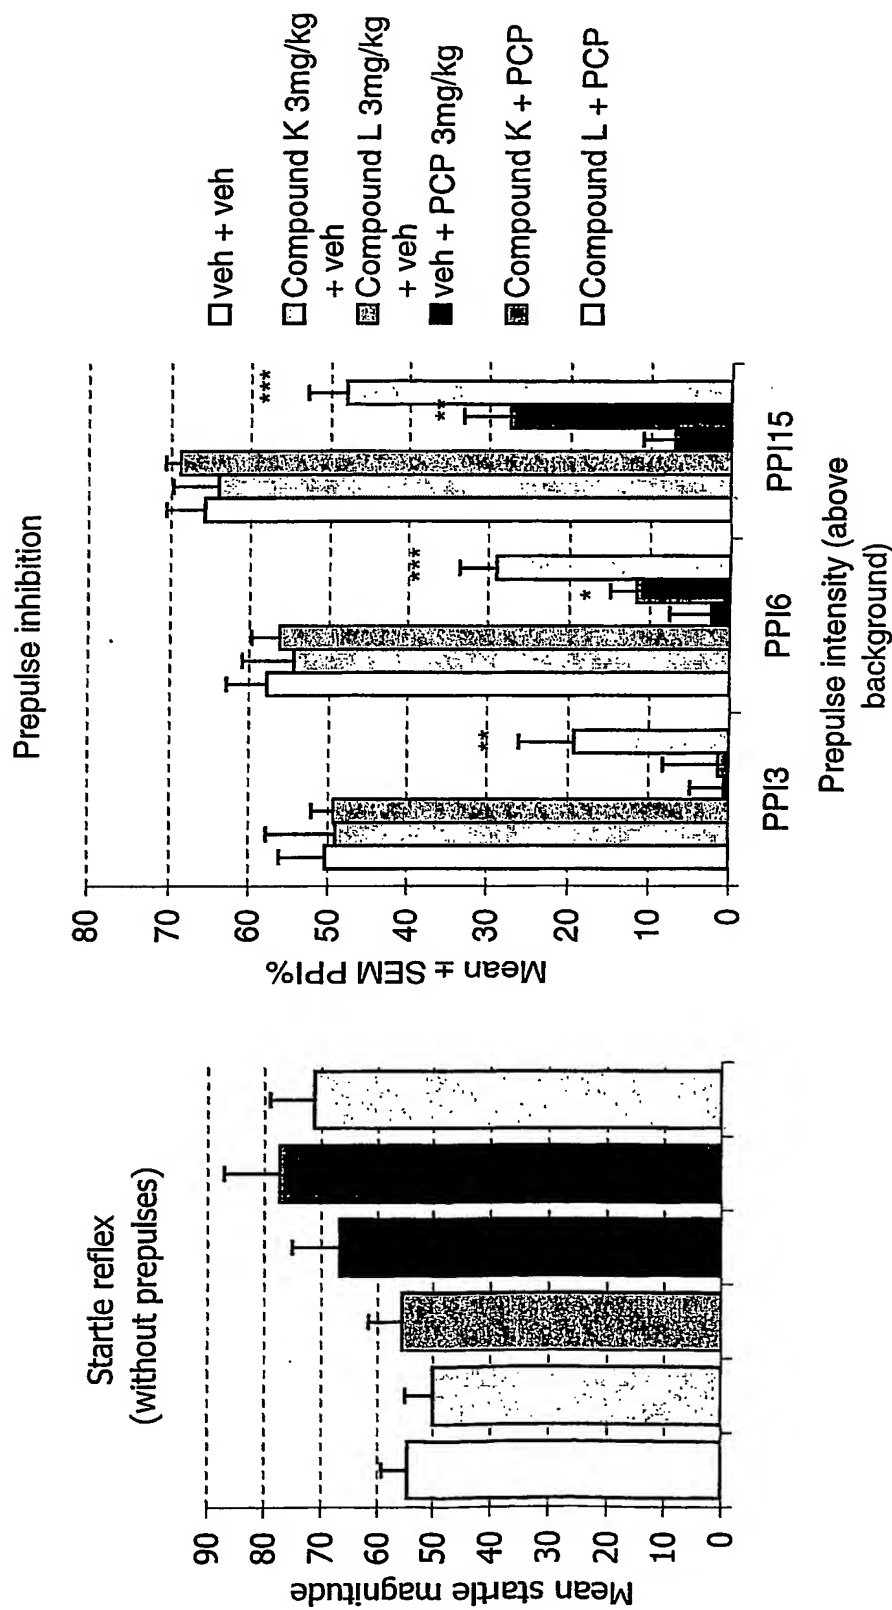 Startle reflex
(without prepulses)
Mean startle magnitude
90
80
70
60
50
40
30
20
10
0
Prepulse inhibition
Mean ± SEM PPI%
80
70
60
50
40
30
20
10
0
**
*
***
**
***
PPI3
PPI6
PPI15
Prepulse intensity (above
background)
veh + veh
Compound K 3mg/kg
+ veh
Compound L 3mg/kg
+ veh
veh + PCP 3mg/kg
Compound K + PCP
Compound L + PCP